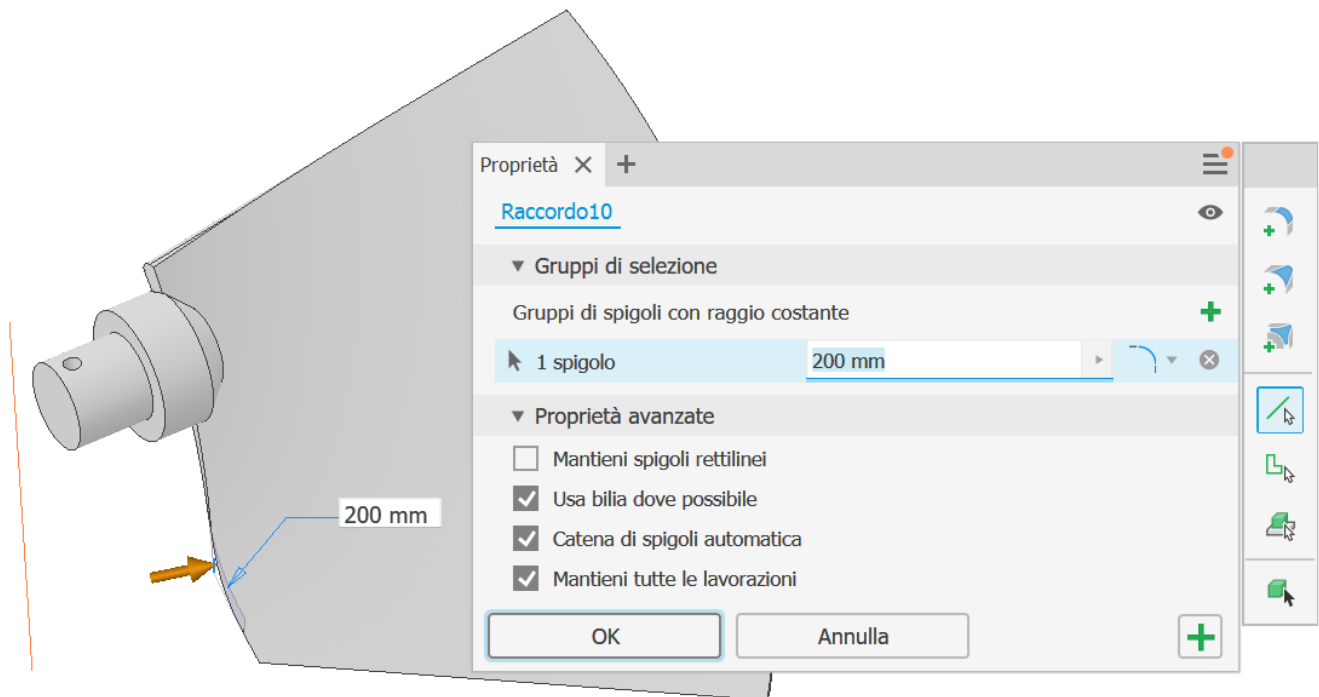 Proprietà
Raccordo10
Gruppi di selezione
Gruppi di spigoli con raggio costante
1 spigolo 200 mm
Proprietà avanzate
Mantieni spigoli rettilinei
Usa bilia dove possibile
200 mm
Catena di spigoli automatica
Mantieni tutte le lavorazioni
OK Annulla